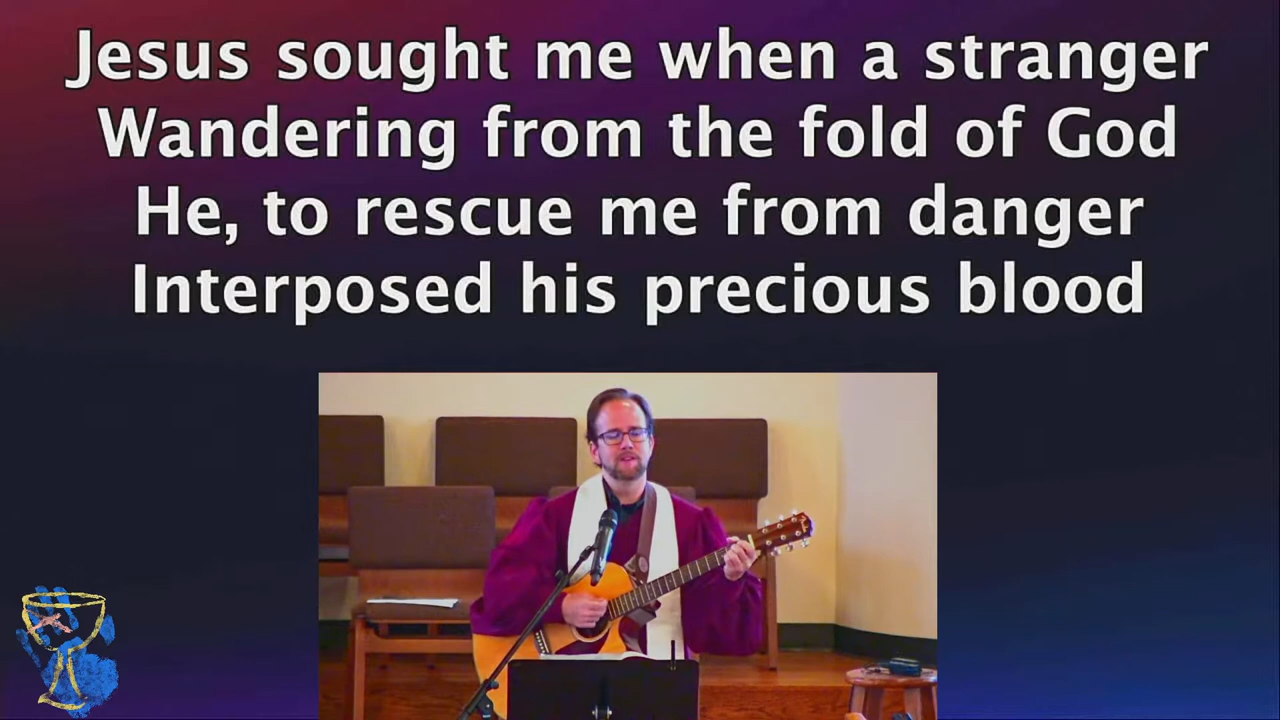 Jesus sought me when a stranger
Wandering from the fold of God
He, to rescue me from danger
Interposed his precious blood